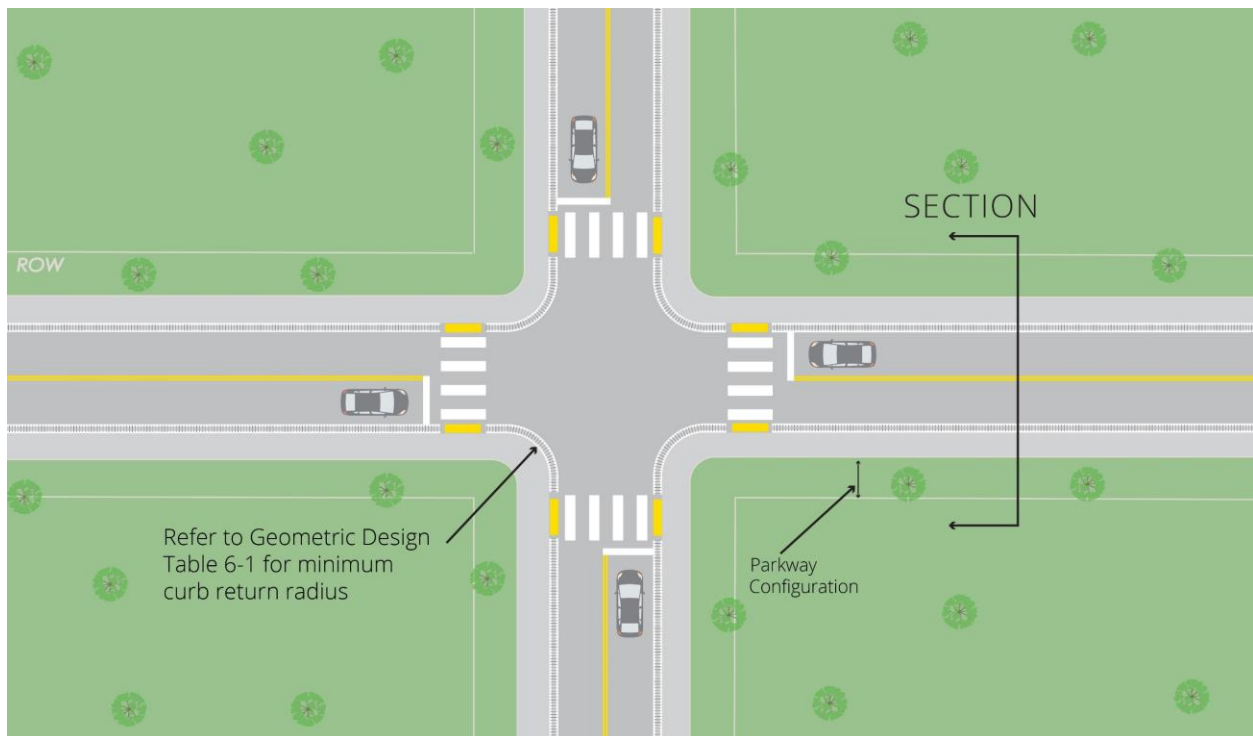 SECTION
ROW
Refer to Geometric Design
Table 6-1 for minimum
curb return radius
Parkway
Configuration